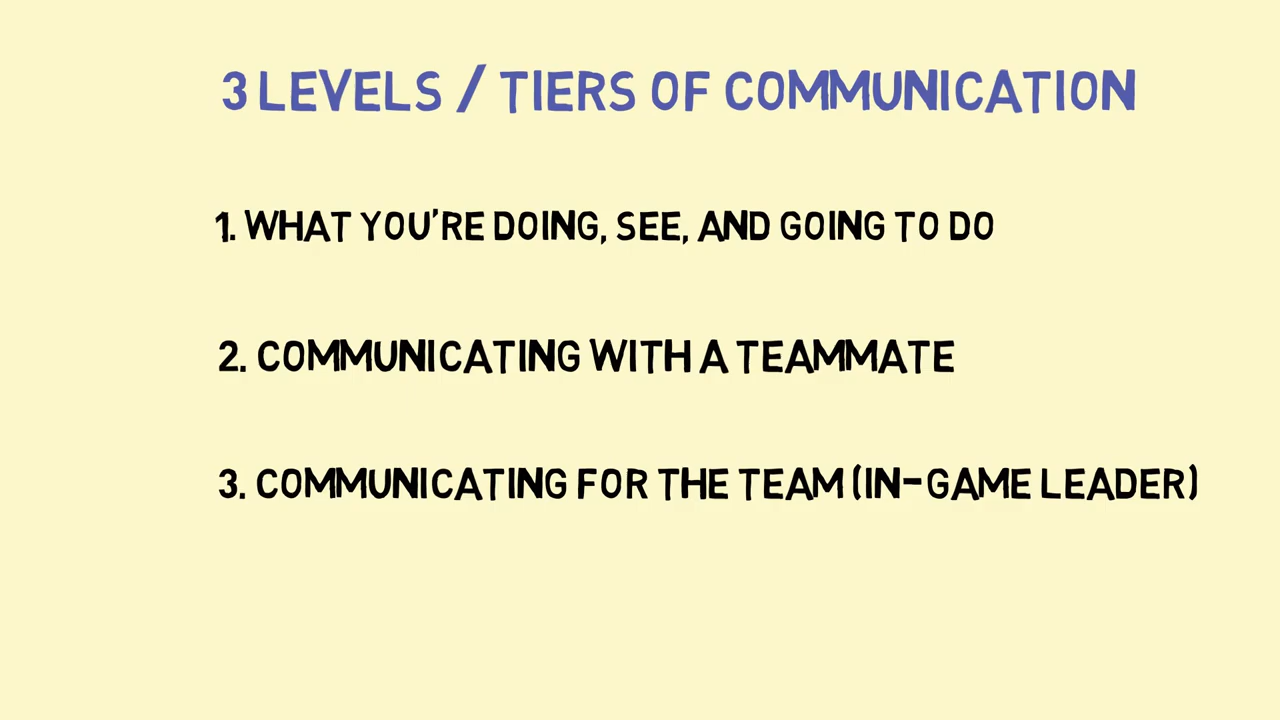 3 LEVELS / TIERS OF COMMUNICATION
1. WHAT YOU'RE DOING, SEE, AND GOING TO DO
2. COMMUNICATING WITH A TEAMMATE
3. COMMUNICATING FOR THE TEAM (IN-GAME LEADER)